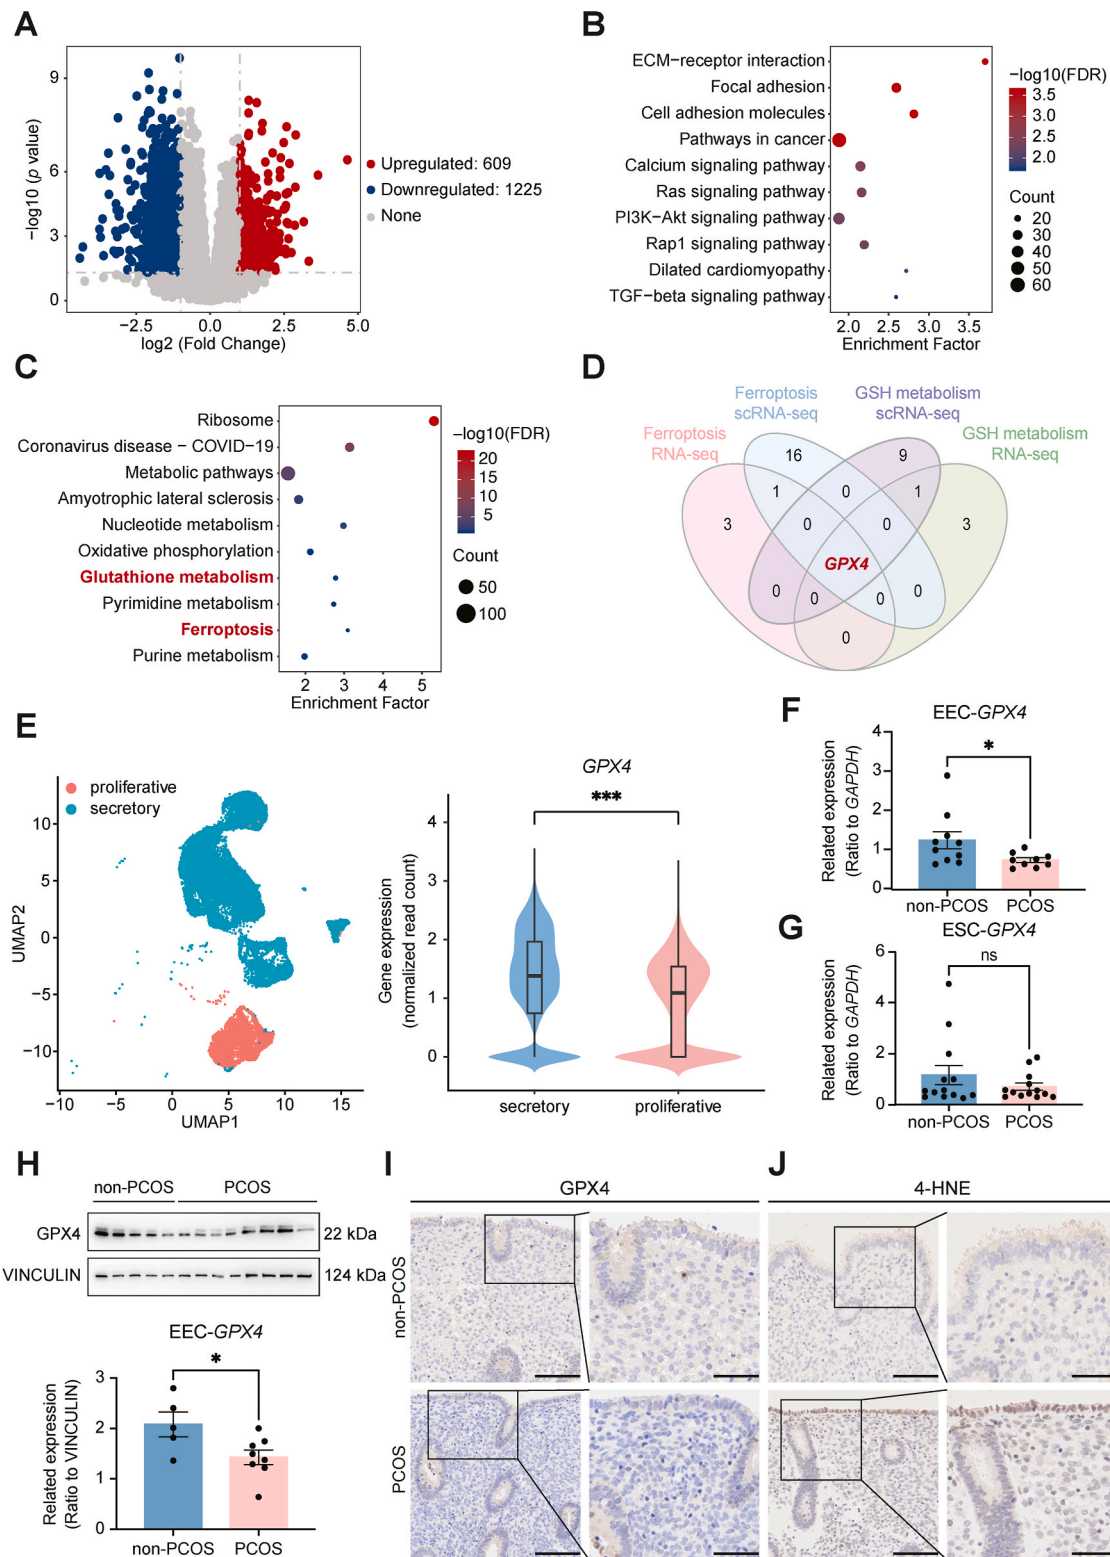 A
9
6
3
0
−log10 (p value)
−2.5
0.0
2.5
5.0
log2 (Fold Change)
Upregulated: 609
Downregulated: 1225
None
B
ECM−receptor interaction
Focal adhesion
Cell adhesion molecules
Pathways in cancer
Calcium signaling pathway
Ras signaling pathway
PI3K−Akt signaling pathway
Rap1 signaling pathway
Dilated cardiomyopathy
TGF−beta signaling pathway
2.0
2.5
3.0
3.5
Enrichment Factor
−log10(FDR)
3.5
3.0
2.5
2.0
Count
20
30
40
50
60
C
Ribosome
Coronavirus disease − COVID−19
Metabolic pathways
Amyotrophic lateral sclerosis
Nucleotide metabolism
Oxidative phosphorylation
Glutathione metabolism
Pyrimidine metabolism
Ferroptosis
Purine metabolism
2
3
4
5
Enrichment Factor
−log10(FDR)
20
15
10
5
Count
50
100
D
Ferroptosis
scRNA-seq
GSH metabolism
scRNA-seq
Ferroptosis
RNA-seq
GSH metabolism
RNA-seq
16
9
1
0
1
3
0
0
3
GPX4
0
0
0
0
0
E
proliferative
secretory
10
5
0
−5
−10
UMAP2
−10
−5
0
5
10
15
UMAP1
GPX4
***
4
3
2
1
0
Gene expression
(normalized read count)
secretory
proliferative
F
EEC-GPX4
*
4
3
2
1
0
Related expression
(Ratio to GAPDH)
non-PCOS
PCOS
G
ESC-GPX4
ns
6
4
2
0
Related expression
(Ratio to GAPDH)
non-PCOS
PCOS
H
non-PCOS
PCOS
GPX4
22 kDa
VINCULIN
124 kDa
EEC-GPX4
*
3
2
1
0
Related expression
(Ratio to VINCULIN)
non-PCOS
PCOS
I
GPX4
non-PCOS
PCOS
J
4-HNE